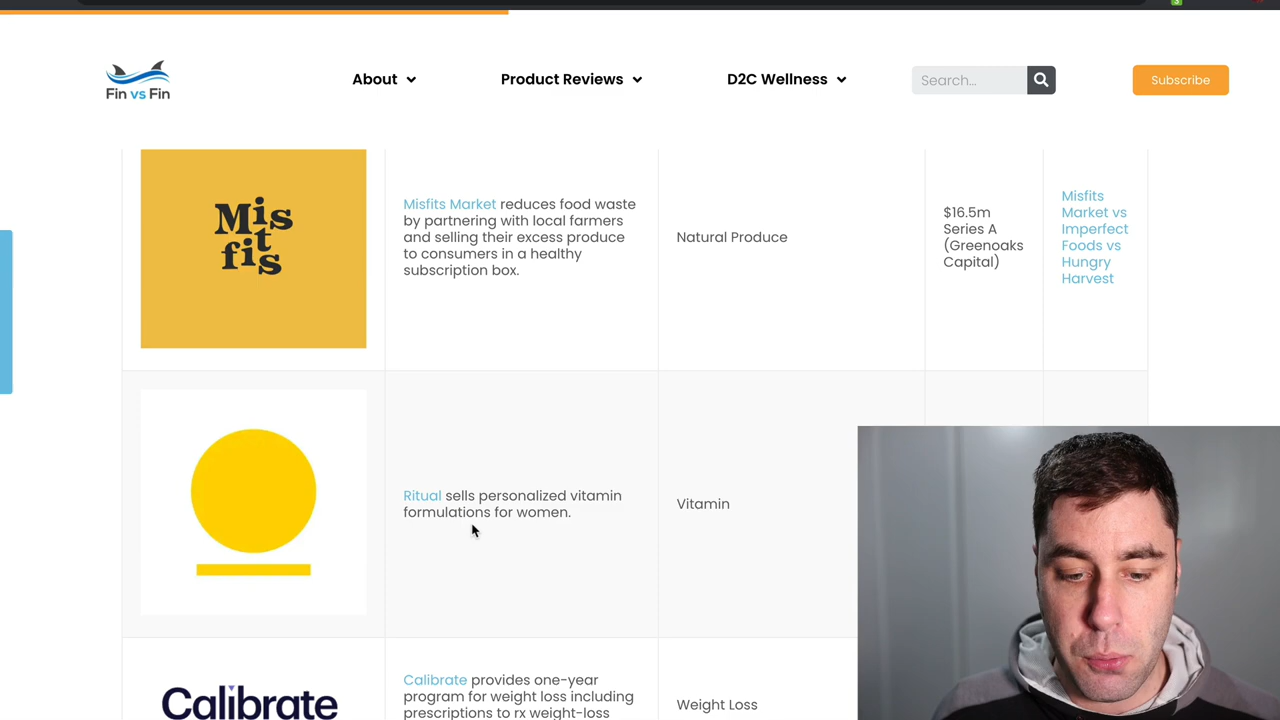 Fin vs Fin
About
Product Reviews
D2C Wellness
Search...
Subscribe
Mis
fit
s
Misfits Market reduces food waste
by partnering with local farmers
and selling their excess produce
to consumers in a healthy
subscription box.
Natural Produce
$16.5m
Series A
(Greenoaks
Capital)
Misfits
Market vs
Imperfect
Foods vs
Hungry
Harvest
Ritual sells personalized vitamin
formulations for women.
Vitamin
Calibrate
Calibrate provides one-year
program for weight loss including
prescriptions to rx weight-loss
Weight Loss